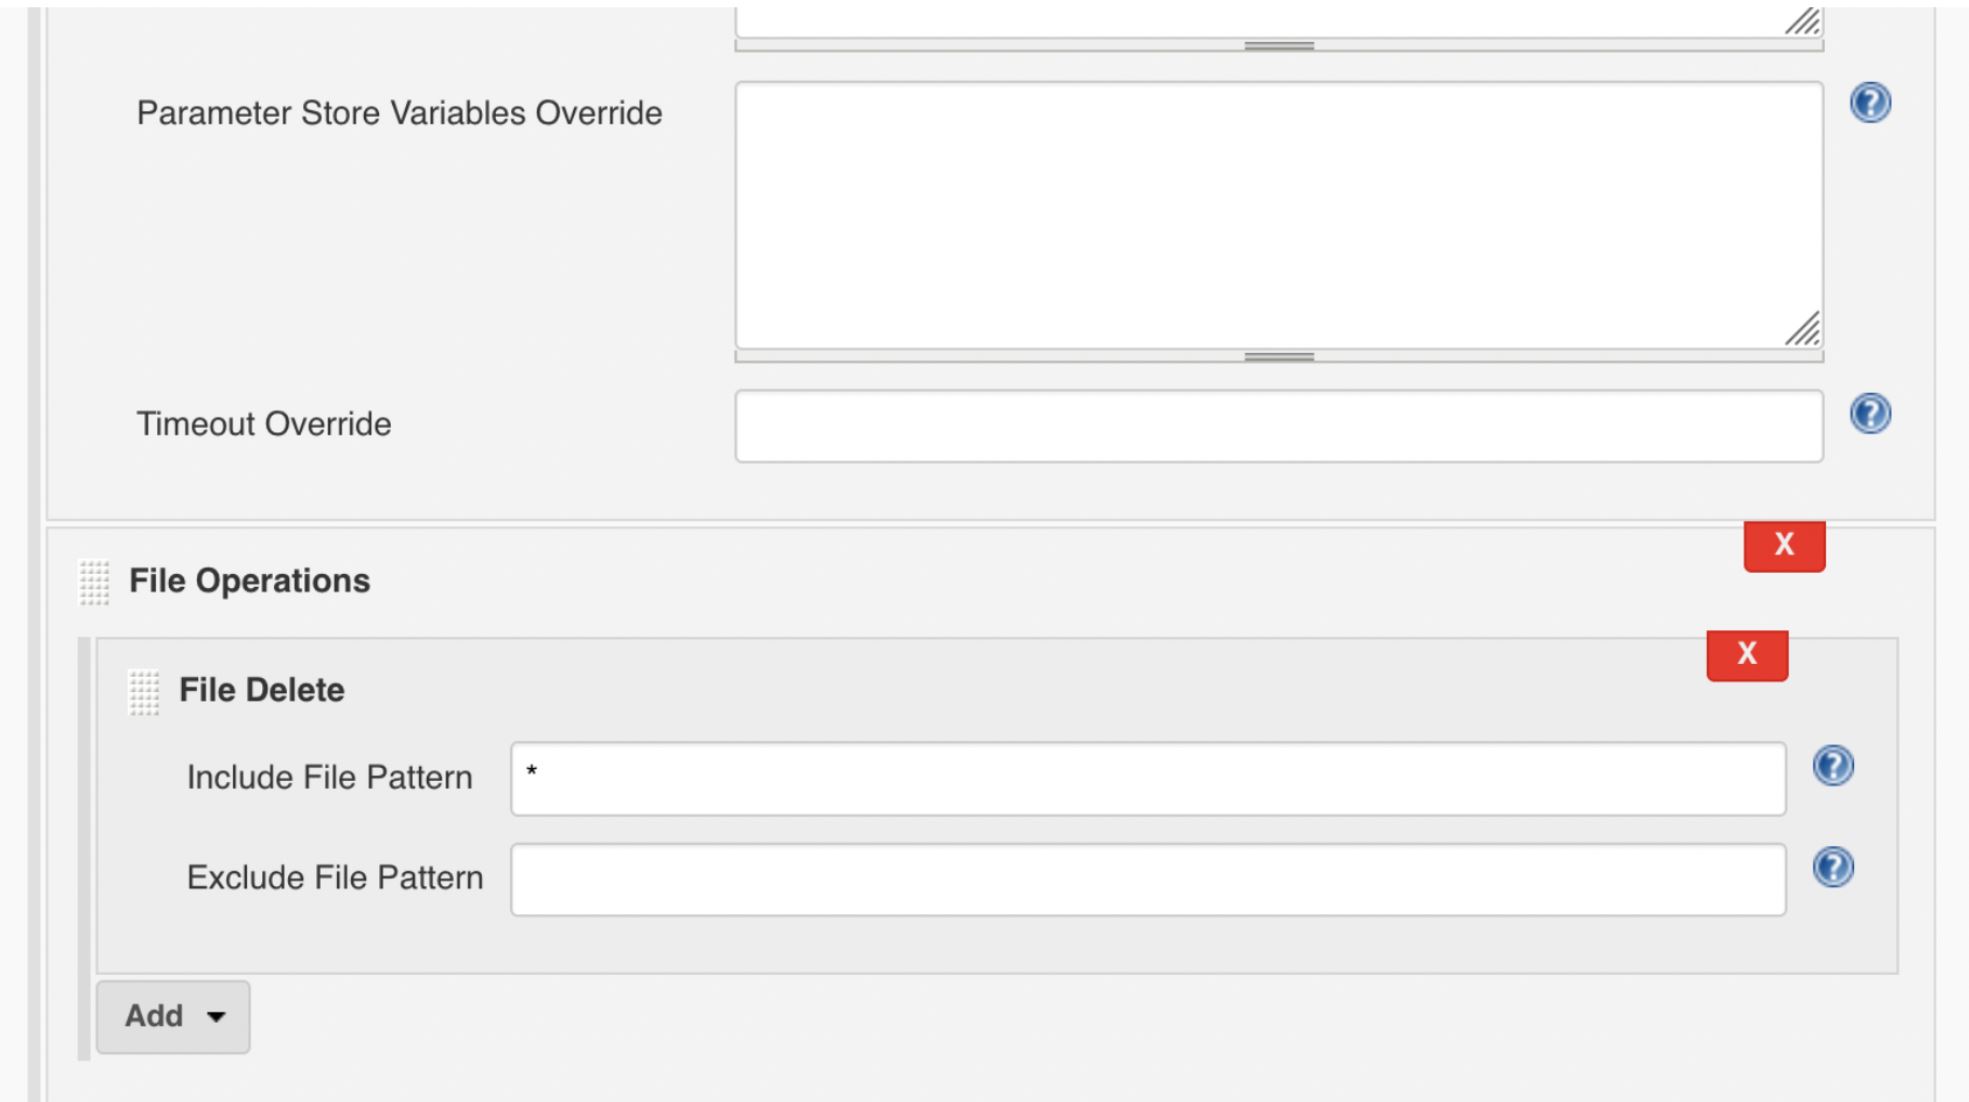 Parameter Store Variables Override
?
Timeout Override
?
X
File Operations
X
File Delete
Include File Pattern * ?
Exclude File Pattern ?
Add